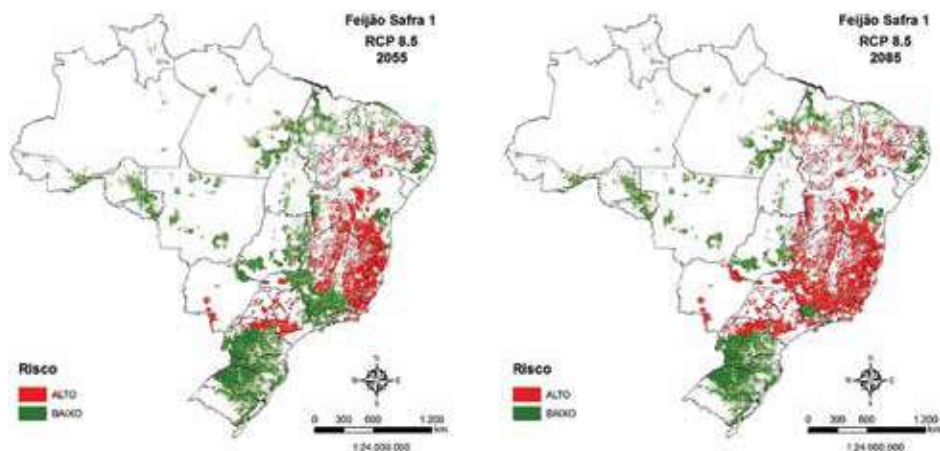 Feijão Safra 1
RCP 8.5
2055
Risco
ALTO
BAIXO
N
E
S
0 300 600 1.200
km
1:24.000.000
Feijão Safra 1
RCP 8.5
2085
Risco
ALTO
BAIXO
N
E
S
0 300 600 1.200
km
1:24.000.000